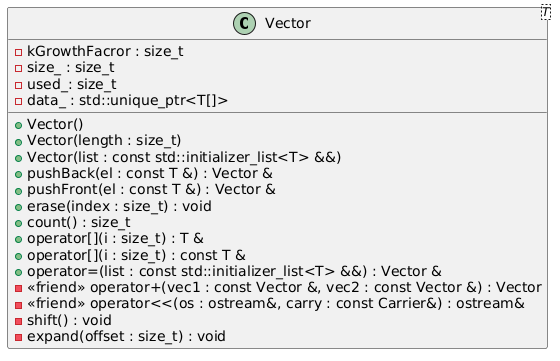 T
C Vector
kGrowthFacror : size_t
size_ : size_t
used_: size_t
data_ : std::unique_ptr<T[]>
Vector()
Vector(length : size_t)
Vector(list : const std::initializer_list<T> &&)
pushBack(el : const T &) : Vector &
pushFront(el : const T &) : Vector &
erase(index : size_t) : void
count() : size_t
operator[](i : size_t) : T &
operator[](i : size_t) : const T &
operator=(list : const std::initializer_list<T> &&) : Vector &
«friend» operator+(vec1 : const Vector &, vec2 : const Vector &) : Vector
«friend» operator<<(os : ostream&, carry : const Carrier&) : ostream&
shift() : void
expand(offset : size_t) : void